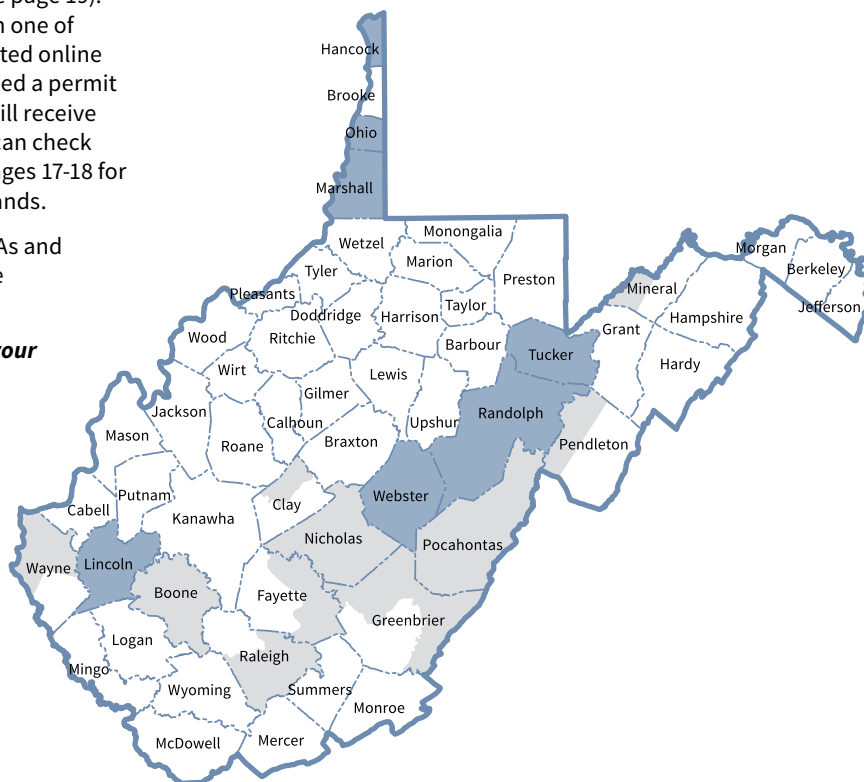 e page 15).
n one of
ted online
ed a permit
ill receive
can check
ges 17-18 for
ands.
As and
e
your
Hancock
Brooke
Ohio
Marshall
Wetzel
Monongalia
Marion
Tyler
Preston
Pleasants
Doddridge
Harrison
Taylor
Wood
Ritchie
Barbour
Tucker
Wirt
Lewis
Gilmer
Randolph
Jackson
Calhoun
Upshur
Mason
Roane
Braxton
Pendleton
Morgan
Berkeley
Jefferson
Mineral
Hampshire
Grant
Hardy
Putnam
Webster
Cabell
Kanawha
Clay
Nicholas
Pocahontas
Wayne
Lincoln
Boone
Fayette
Greenbrier
Logan
Raleigh
Mingo
Wyoming
Summers
Monroe
McDowell
Mercer